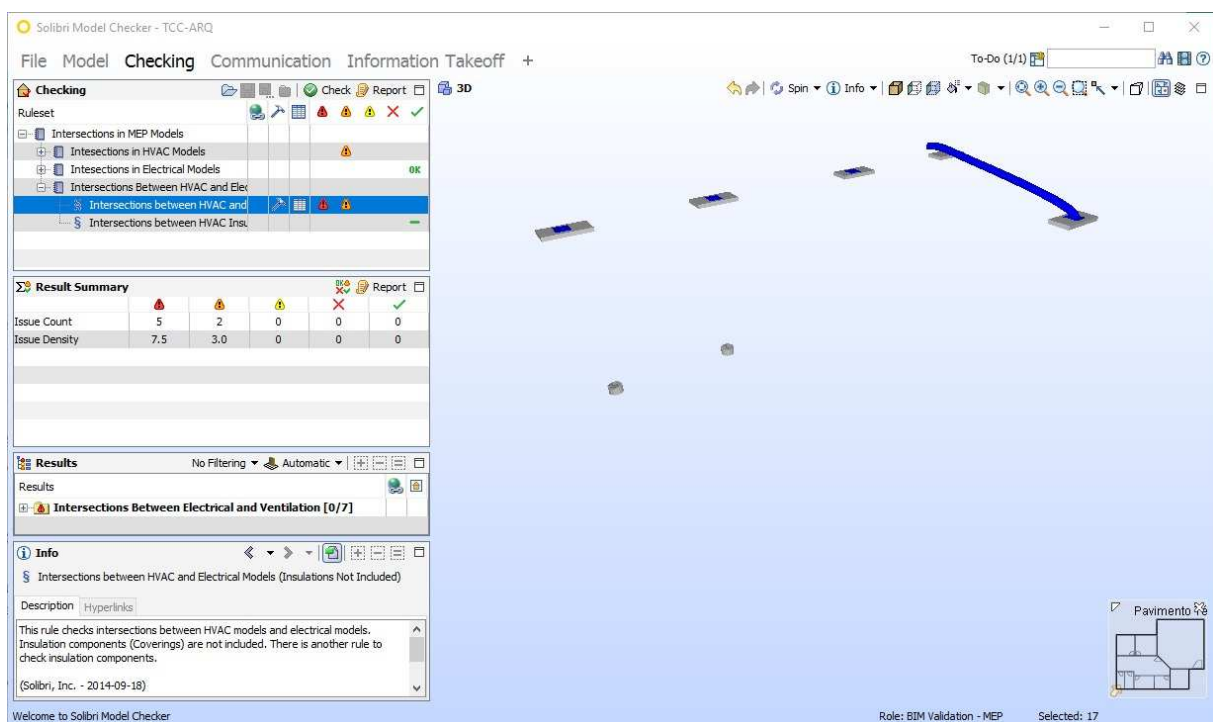 Solibri Model Checker - TCC-ARQ
File Model Checking Communication Information Takeoff +
To-Do (1/1)
Checking
Check Report
3D
Spin Info
Ruleset
Intersections in MEP Models
Intesections in HVAC Models
Intesections in Electrical Models OK
Intersections Between HVAC and Elec
§ Intersections between HVAC and
§ Intersections between HVAC Insu
Result Summary Report
Issue Count 5 2 0 0 0
Issue Density 7.5 3.0 0 0 0
Results No Filtering Automatic
Results
Intersections Between Electrical and Ventilation [0/7]
Info
§ Intersections between HVAC and Electrical Models (Insulations Not Included)
Description Hyperlinks
This rule checks intersections between HVAC models and electrical models.
Insulation components (Coverings) are not included. There is another rule to
check insulation components.
(Solibri, Inc. - 2014-09-18)
Pavimento
Welcome to Solibri Model Checker
Role: BIM Validation - MEP Selected: 17